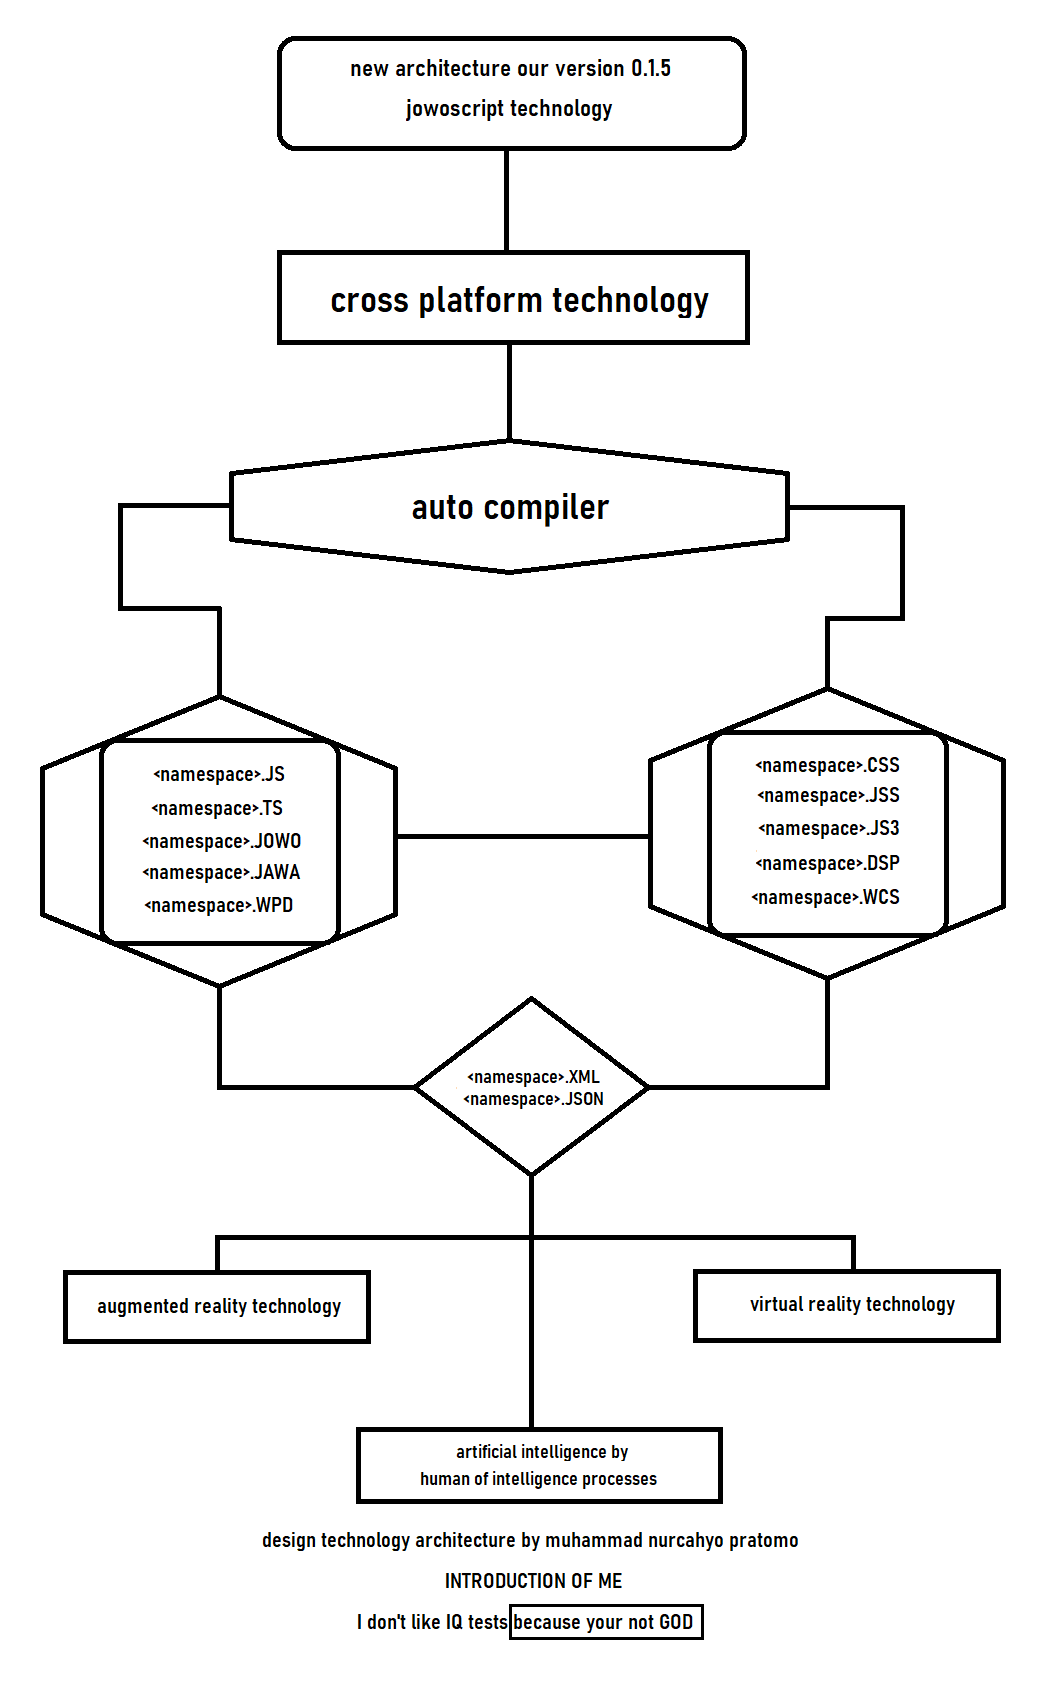 new architecture our version 0.1.5
jowoscript technology
cross platform technology
auto compiler
<namespace>.JS
<namespace>.TS
<namespace>.JOWO
<namespace>.JAWA
<namespace>.WPD
<namespace>.CSS
<namespace>.JSS
<namespace>.JS3
<namespace>.DSP
<namespace>.WCS
<namespace>.XML
<namespace>.JSON
augmented reality technology
virtual reality technology
artificial intelligence by
human of intelligence processes
design technology architecture by muhammad nurcahyo pratomo
INTRODUCTION OF ME
I don't like IQ tests because your not GOD